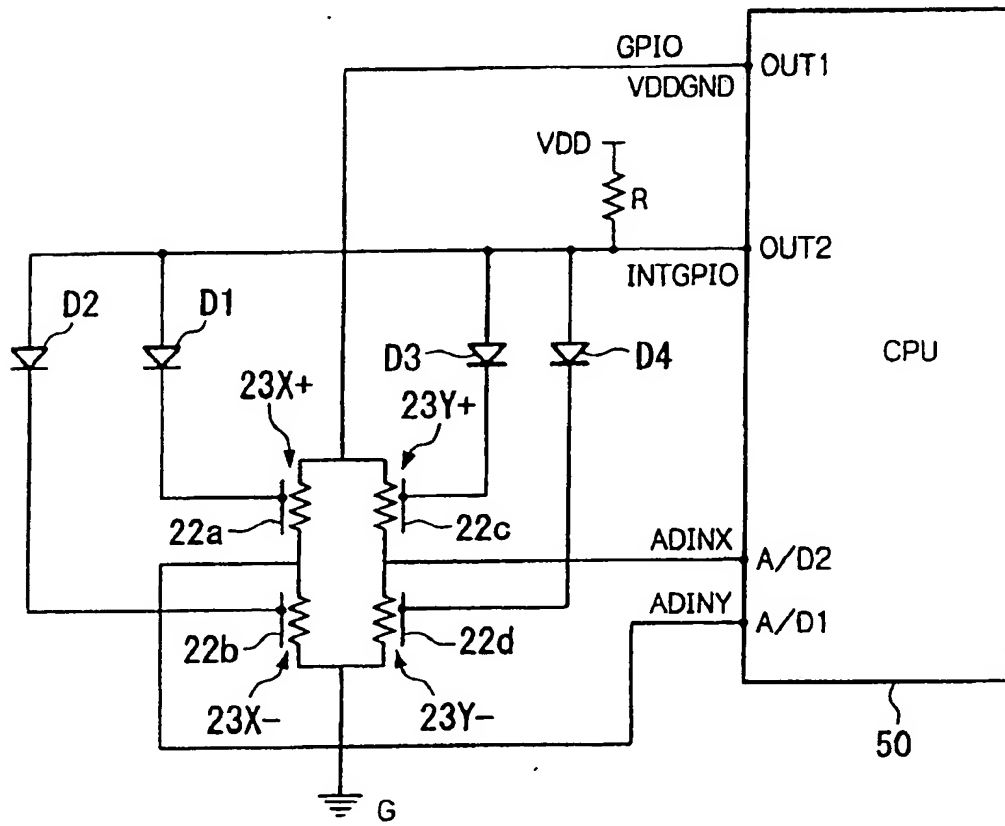 GPIO
OUT1
VDDGND
VDD
R
OUT2
INTGPIO
D2
D1
D3
D4
CPU
23X+
23Y+
22a
22c
ADINX
A/D2
ADINY
A/D1
22b
22d
23X-
23Y-
50
G